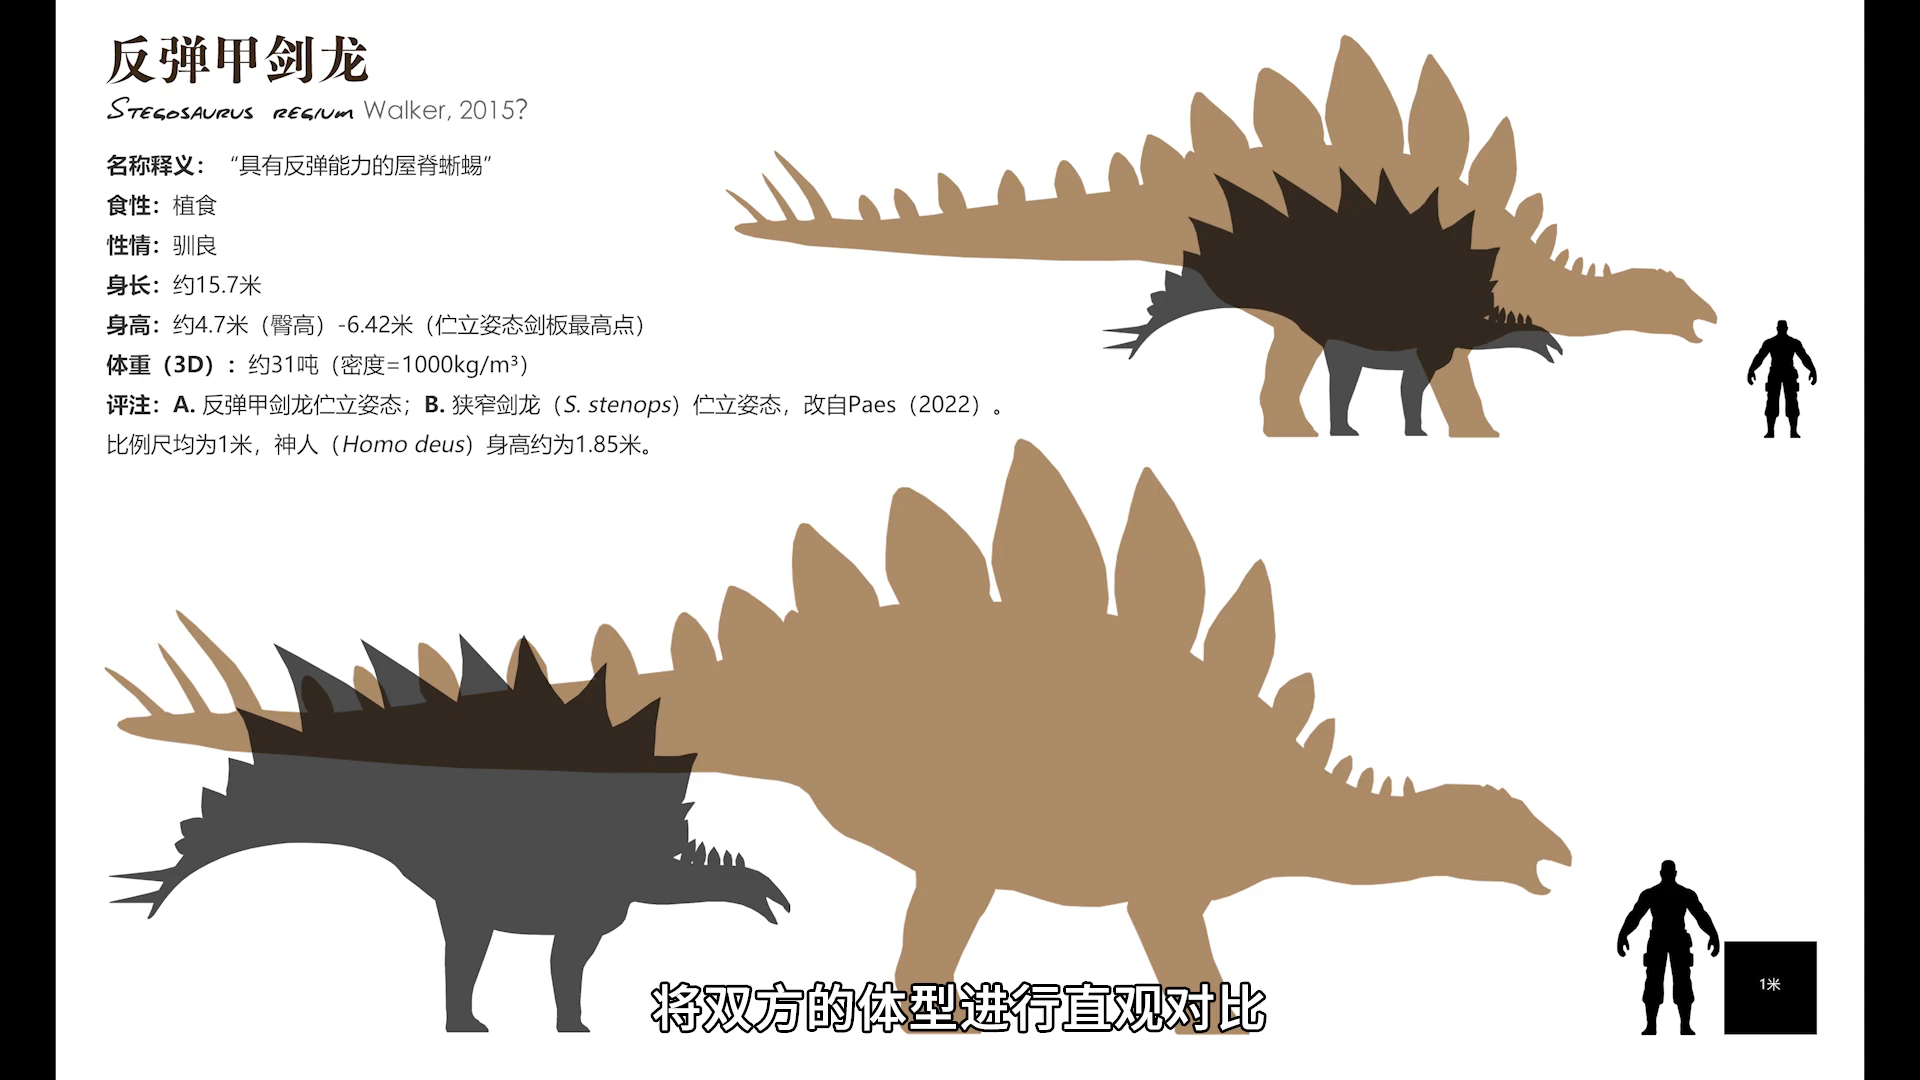 反弹甲剑龙
STEGOSAURUS REGIUM Walker, 2015?
名称释义：“具有反弹能力的屋脊蜥蜴”
食性：植食
性情：驯良
身长：约15.7米
身高：约4.7米（臀高）-6.42米（伫立姿态剑板最高点）
体重（3D）：约31吨（密度=1000kg/m³）
评注：A. 反弹甲剑龙伫立姿态；B. 狭窄剑龙（S. stenops）伫立姿态，改自Paes（2022）。
比例尺均为1米，神人（Homo deus）身高约为1.85米。
1米
将双方的体型进行直观对比